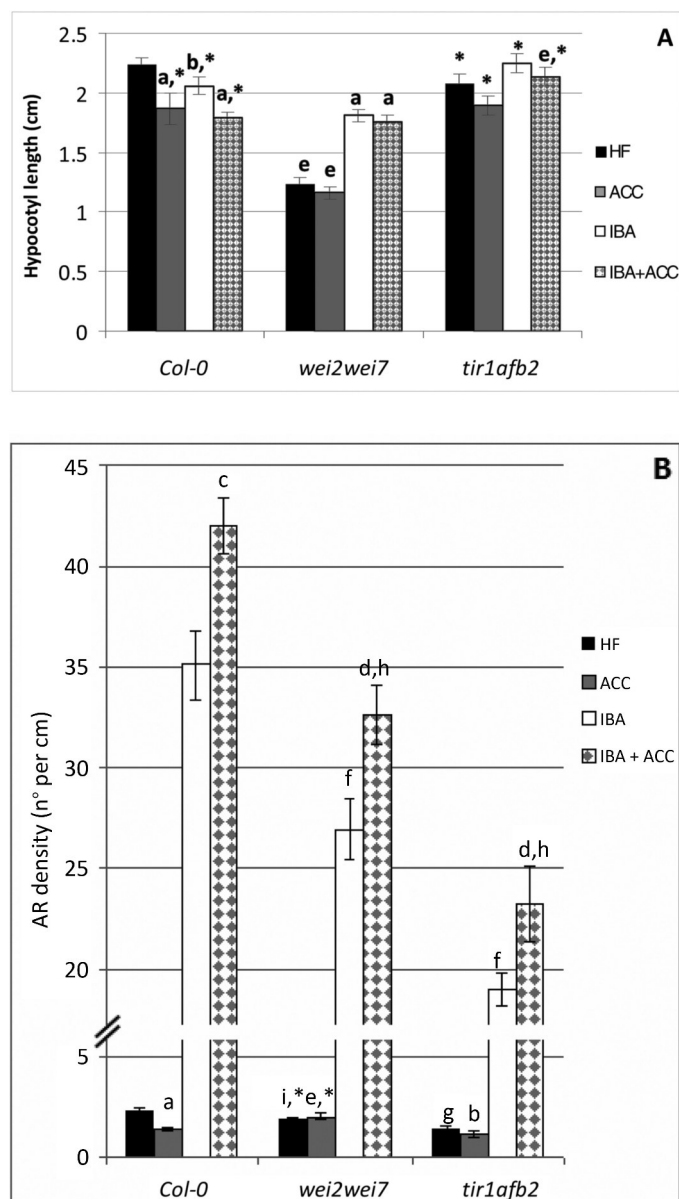 A
2.5
2
1.5
1
0.5
0
Hypocotyl length (cm)
a,* b,* a,*
e e a a
* * * e,*
HF
ACC
IBA
IBA+ACC
Col-0 wei2wei7 tir1afb2
B
45
40
35
30
25
20
5
0
AR density (n° per cm)
c
d,h
f
d,h
f
a
i,* e,*
g b
HF
ACC
IBA
IBA + ACC
Col-0 wei2wei7 tir1afb2